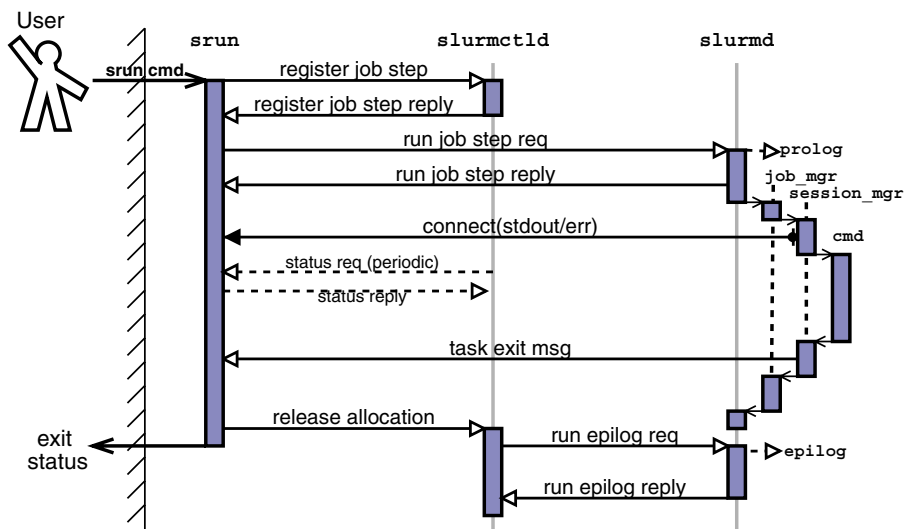 User
srun
slurmctld
slurmd
srun cmd
register job step
register job step reply
run job step req
prolog
run job step reply
job_mgr
session_mgr
connect(stdout/err)
cmd
status req (periodic)
status reply
task exit msg
release allocation
exit
status
run epilog req
epilog
run epilog reply